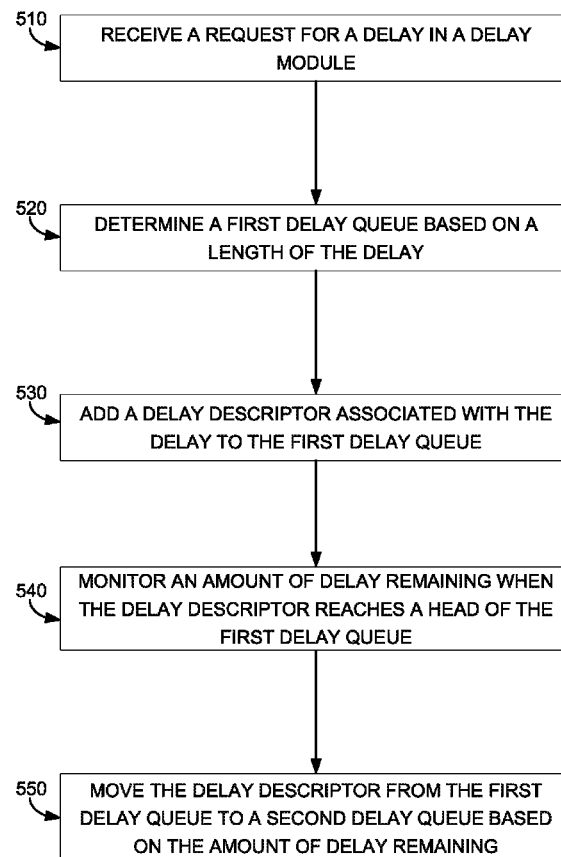 510
RECEIVE A REQUEST FOR A DELAY IN A DELAY
MODULE
520
DETERMINE A FIRST DELAY QUEUE BASED ON A
LENGTH OF THE DELAY
530
ADD A DELAY DESCRIPTOR ASSOCIATED WITH THE
DELAY TO THE FIRST DELAY QUEUE
540
MONITOR AN AMOUNT OF DELAY REMAINING WHEN
THE DELAY DESCRIPTOR REACHES A HEAD OF THE
FIRST DELAY QUEUE
550
MOVE THE DELAY DESCRIPTOR FROM THE FIRST
DELAY QUEUE TO A SECOND DELAY QUEUE BASED
ON THE AMOUNT OF DELAY REMAINING